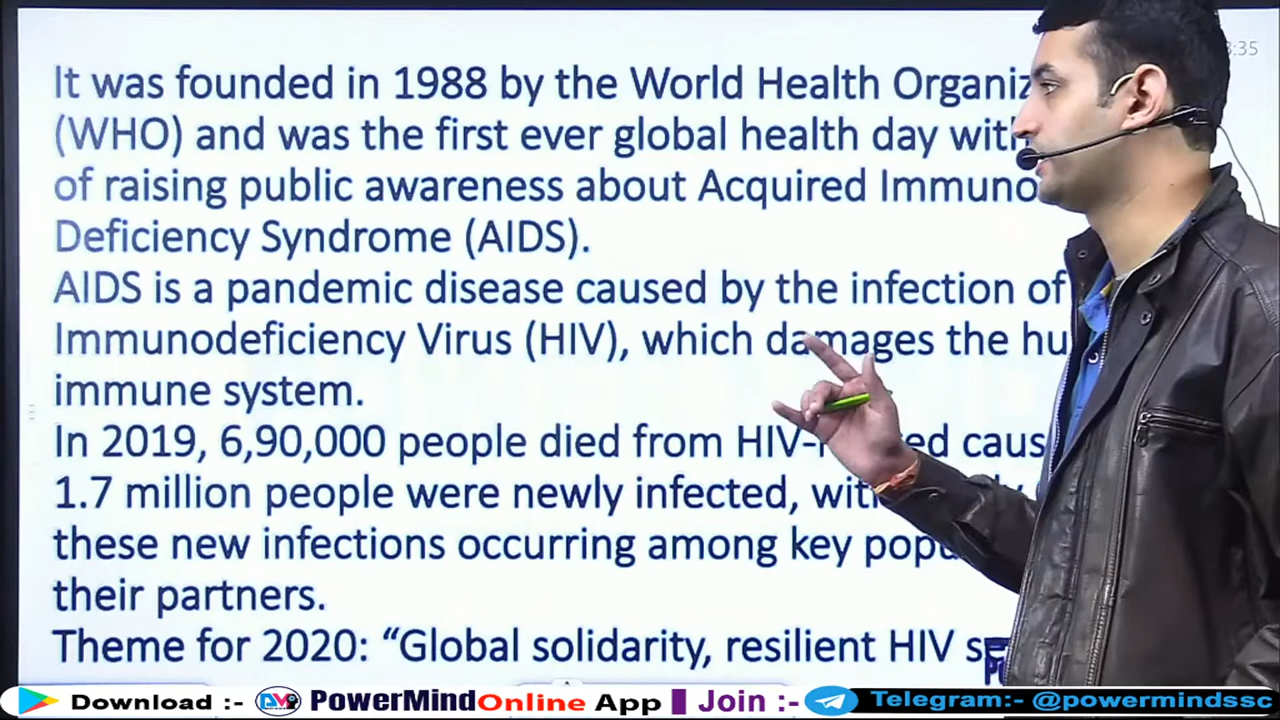 It was founded in 1988 by the World Health Organiz
(WHO) and was the first ever global health day with
of raising public awareness about Acquired Immuno
Deficiency Syndrome (AIDS).
AIDS is a pandemic disease caused by the infection of
Immunodeficiency Virus (HIV), which damages the hu
immune system.
In 2019, 6,90,000 people died from HIV- caus
1.7 million people were newly infected,
these new infections occurring among key popu
their partners.
Theme for 2020: “Global solidarity, resilient HIV se
:35
Download :- PowerMind Online App Join :- Telegram:- @powermindssc